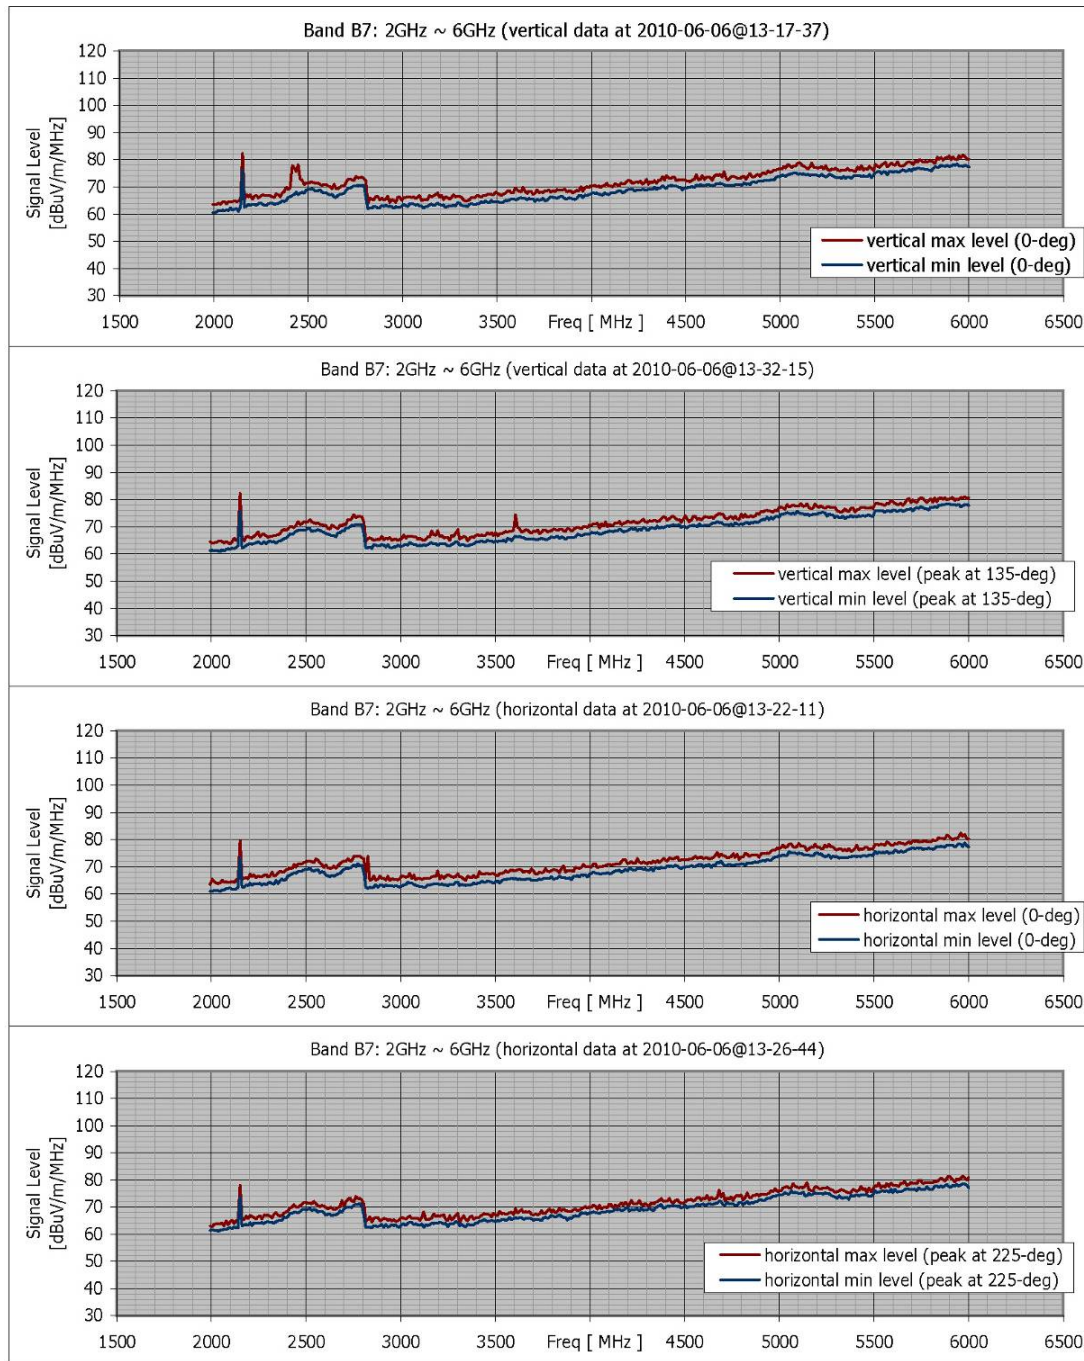 Band B7: 2GHz ~ 6GHz (vertical data at 2010-06-06@13-17-37)
120
110
100
90
80
70
60
50
40
30
Signal Level
[dBuV/m/MHz]
vertical max level (0-deg)
vertical min level (0-deg)
1500 2000 2500 3000 3500 Freq [ MHz ] 4500 5000 5500 6000 6500
Band B7: 2GHz ~ 6GHz (vertical data at 2010-06-06@13-32-15)
120
110
100
90
80
70
60
50
40
30
Signal Level
[dBuV/m/MHz]
vertical max level (peak at 135-deg)
vertical min level (peak at 135-deg)
1500 2000 2500 3000 3500 Freq [ MHz ] 4500 5000 5500 6000 6500
Band B7: 2GHz ~ 6GHz (horizontal data at 2010-06-06@13-22-11)
120
110
100
90
80
70
60
50
40
30
Signal Level
[dBuV/m/MHz]
horizontal max level (0-deg)
horizontal min level (0-deg)
1500 2000 2500 3000 3500 Freq [ MHz ] 4500 5000 5500 6000 6500
Band B7: 2GHz ~ 6GHz (horizontal data at 2010-06-06@13-26-44)
120
110
100
90
80
70
60
50
40
30
Signal Level
[dBuV/m/MHz]
horizontal max level (peak at 225-deg)
horizontal min level (peak at 225-deg)
1500 2000 2500 3000 3500 Freq [ MHz ] 4500 5000 5500 6000 6500